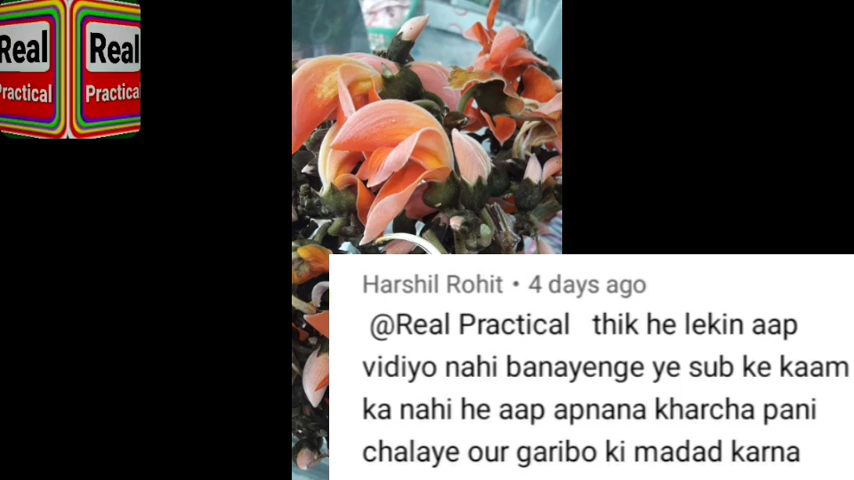 Real
Practical
Real
Practical
Harshil Rohit • 4 days ago
@Real Practical thik he lekin aap
vidiyo nahi banayenge ye sub ke kaam
ka nahi he aap apnana kharcha pani
chalaye our garibo ki madad karna